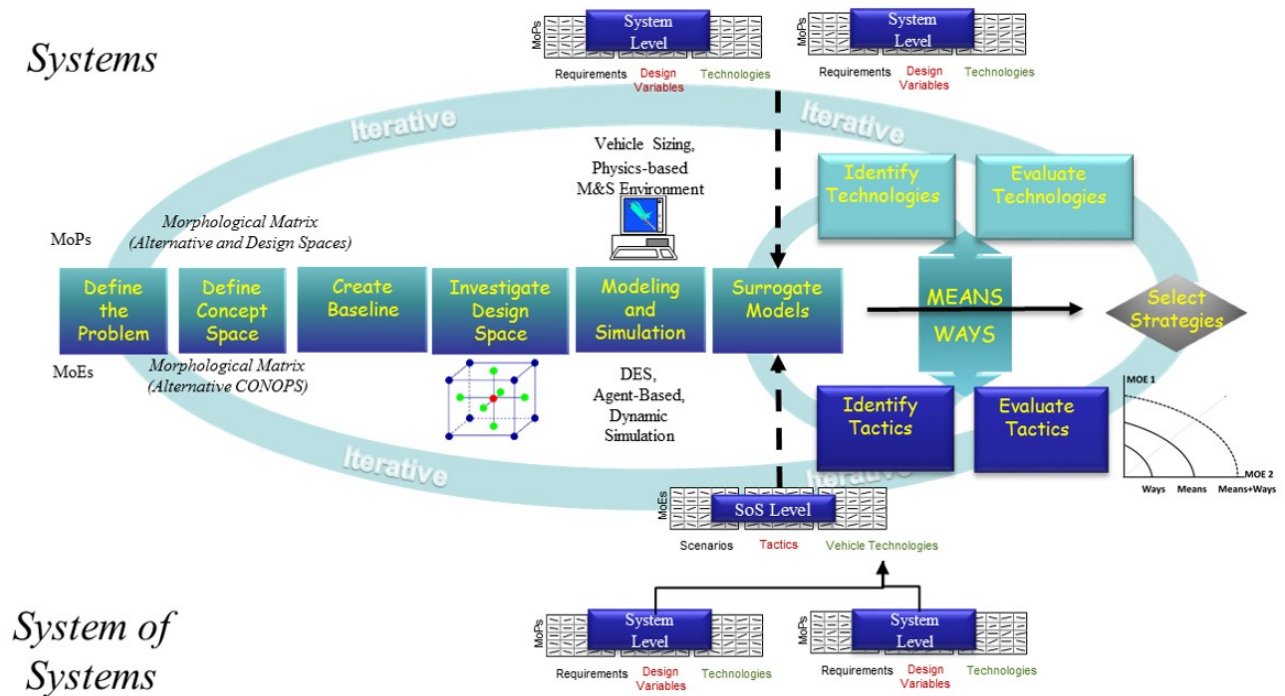 Systems
MoPs
System
Level
Requirements
Design
Variables
Technologies
MoPs
System
Level
Requirements
Design
Variables
Technologies
Iterative
Iterative
Vehicle Sizing,
Physics-based
M&S Environment
Identify
Technologies
Evaluate
Technologies
MoPs
Morphological Matrix
(Alternative and Design Spaces)
Define
the
Problem
Define
Concept
Space
Create
Baseline
Investigate
Design
Space
Modeling
and
Simulation
Surrogate
Models
MEANS
WAYS
Select
Strategies
MoEs
Morphological Matrix
(Alternative CONOPS)
DES,
Agent-Based,
Dynamic
Simulation
Identify
Tactics
Evaluate
Tactics
MOE 1
MOE 2
Ways
Means
Means+Ways
Iterative
Iterative
MoEs
SoS Level
Scenarios
Tactics
Vehicle Technologies
System of
Systems
MoPs
System
Level
Requirements
Design
Variables
Technologies
MoPs
System
Level
Requirements
Design
Variables
Technologies